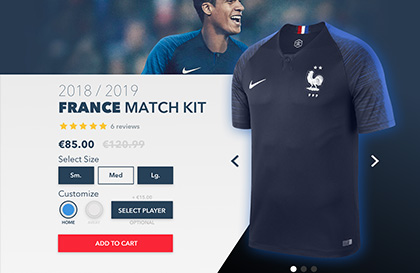 2018 / 2019
FRANCE MATCH KIT
6 reviews
€85.00 €120.99
Select Size
Sm. Med Lg.
Customize
+ €15.00
HOME
AWAY
SELECT PLAYER
OPTIONAL
ADD TO CART